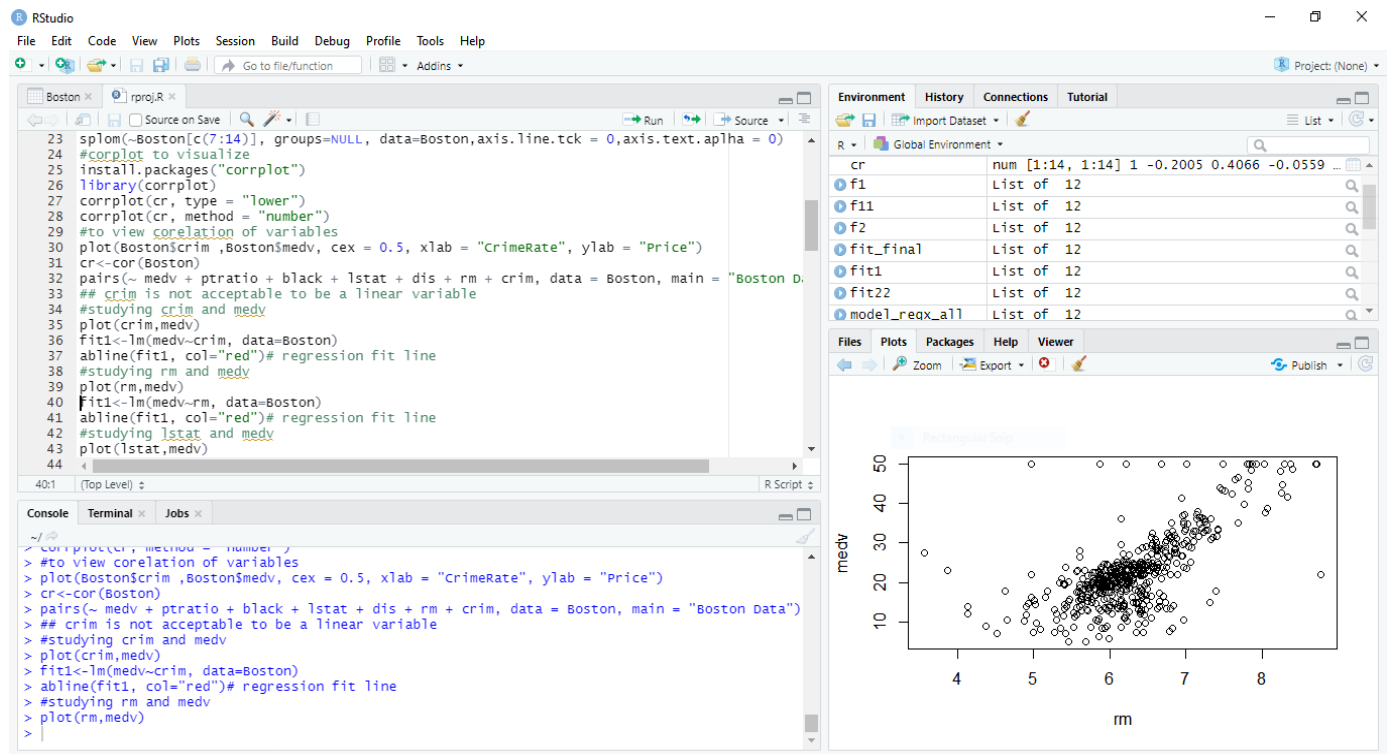 RStudio
File Edit Code View Plots Session Build Debug Profile Tools Help
Go to file/function Addins Project: (None)
Boston rproj.R
Source on Save Run Source
23 splom(~Boston[c(7:14)], groups=NULL, data=Boston,axis.line.tck = 0,axis.text.aplha = 0)
24 #corplot to visualize
25 install.packages("corrplot")
26 library(corrplot)
27 corrplot(cr, type = "lower")
28 corrplot(cr, method = "number")
29 #to view corelation of variables
30 plot(Boston$crim ,Boston$medv, cex = 0.5, xlab = "CrimeRate", ylab = "Price")
31 cr<-cor(Boston)
32 pairs(~ medv + ptratio + black + lstat + dis + rm + crim, data = Boston, main = "Boston Da
33 ## crim is not acceptable to be a linear variable
34 #studying crim and medv
35 plot(crim,medv)
36 fit1<-lm(medv~crim, data=Boston)
37 abline(fit1, col="red")# regression fit line
38 #studying rm and medv
39 plot(rm,medv)
40 fit1<-lm(medv~rm, data=Boston)
41 abline(fit1, col="red")# regression fit line
42 #studying lstat and medv
43 plot(lstat,medv)
44
40:1 (Top Level) R Script
Console Terminal Jobs
~/
> corrplot(cr, method = "number")
> #to view corelation of variables
> plot(Boston$crim ,Boston$medv, cex = 0.5, xlab = "CrimeRate", ylab = "Price")
> cr<-cor(Boston)
> pairs(~ medv + ptratio + black + lstat + dis + rm + crim, data = Boston, main = "Boston Data")
> ## crim is not acceptable to be a linear variable
> #studying crim and medv
> plot(crim,medv)
> fit1<-lm(medv~crim, data=Boston)
> abline(fit1, col="red")# regression fit line
> #studying rm and medv
> plot(rm,medv)
>
Environment History Connections Tutorial
Import Dataset List
R Global Environment
cr num [1:14, 1:14] 1 -0.2005 0.4066 -0.0559 ...
f1 List of 12
f11 List of 12
f2 List of 12
fit_final List of 12
fit1 List of 12
fit22 List of 12
model_regx_all List of 12
Files Plots Packages Help Viewer
Zoom Export Publish
Rectangular Snip
50
40
30
20
10
medv
4 5 6 7 8
rm